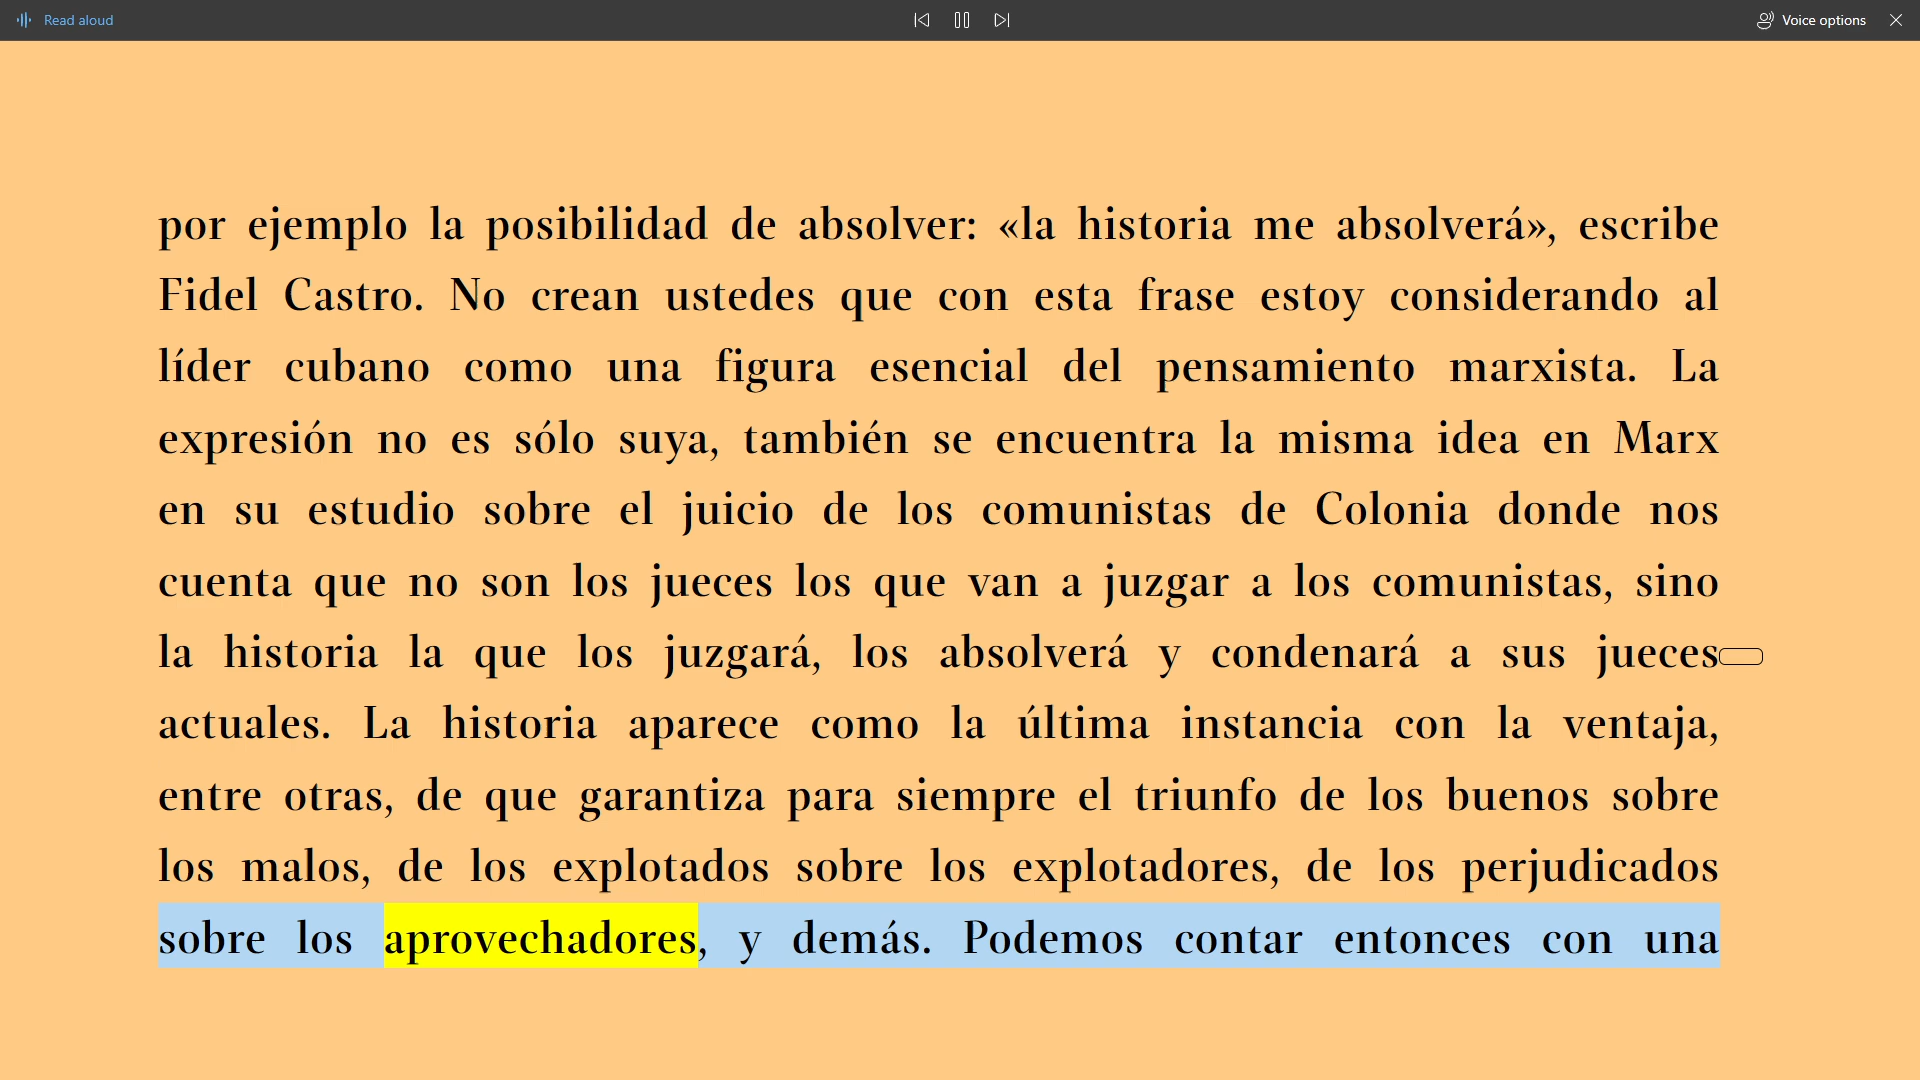 Read aloud
Voice options
por ejemplo la posibilidad de absolver: «la historia me absolverá», escribe
Fidel Castro. No crean ustedes que con esta frase estoy considerando al
líder cubano como una figura esencial del pensamiento marxista. La
expresión no es sólo suya, también se encuentra la misma idea en Marx
en su estudio sobre el juicio de los comunistas de Colonia donde nos
cuenta que no son los jueces los que van a juzgar a los comunistas, sino
la historia la que los juzgará, los absolverá y condenará a sus jueces
actuales. La historia aparece como la última instancia con la ventaja,
entre otras, de que garantiza para siempre el triunfo de los buenos sobre
los malos, de los explotados sobre los explotadores, de los perjudicados
sobre los aprovechadores, y demás. Podemos contar entonces con una